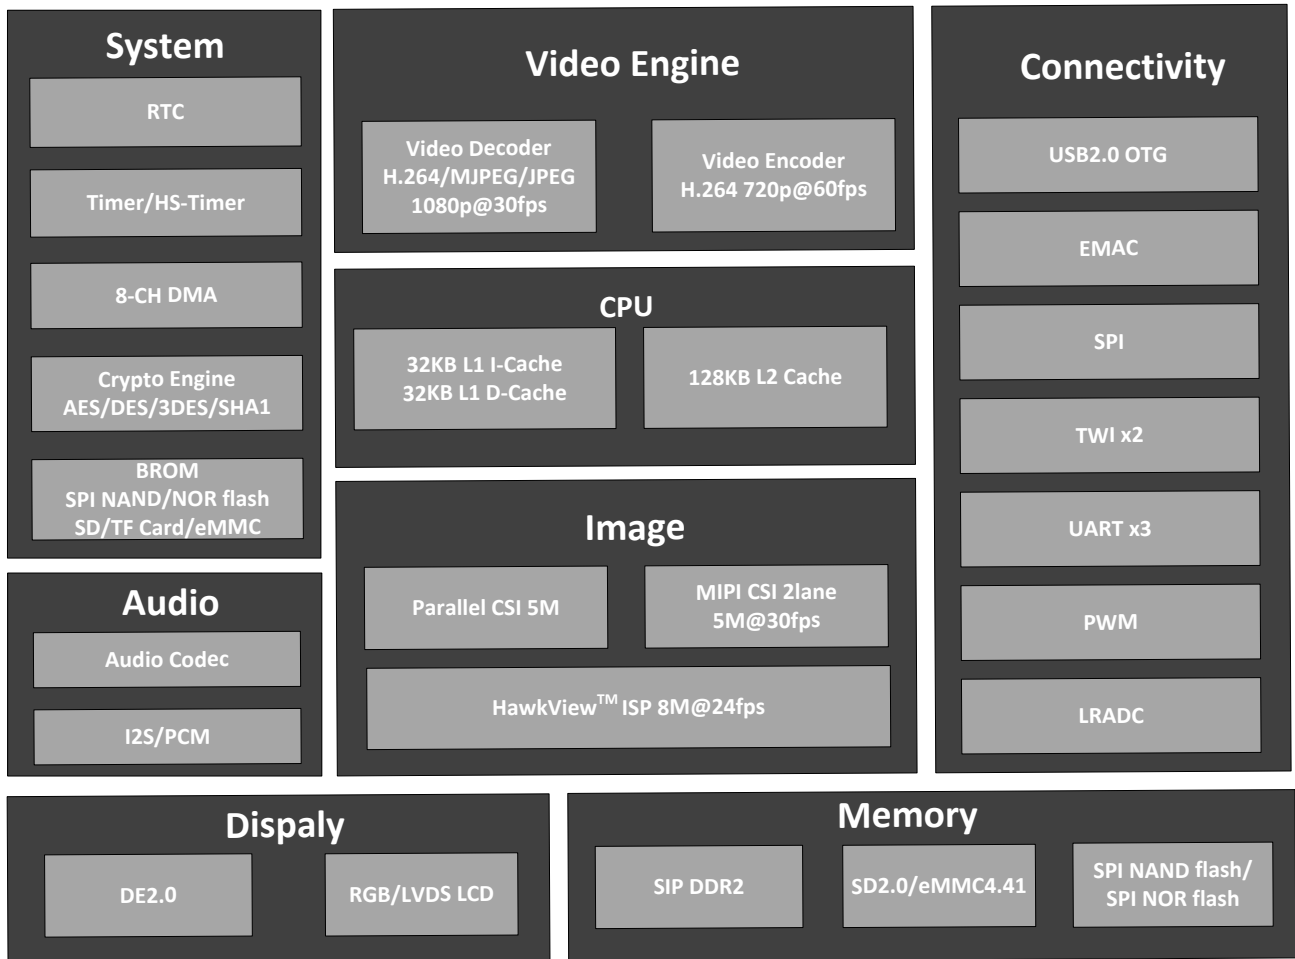 System
RTC
Timer/HS-Timer
8-CH DMA
Crypto Engine
AES/DES/3DES/SHA1
BROM
SPI NAND/NOR flash
SD/TF Card/eMMC
Audio
Audio Codec
I2S/PCM
Video Engine
Video Decoder
H.264/MJPEG/JPEG
1080p@30fps
Video Encoder
H.264 720p@60fps
CPU
32KB L1 I-Cache
32KB L1 D-Cache
128KB L2 Cache
Image
Parallel CSI 5M
MIPI CSI 2lane
5M@30fps
HawkView™ ISP 8M@24fps
Connectivity
USB2.0 OTG
EMAC
SPI
TWI x2
UART x3
PWM
LRADC
Dispaly
DE2.0
RGB/LVDS LCD
Memory
SIP DDR2
SD2.0/eMMC4.41
SPI NAND flash/
SPI NOR flash